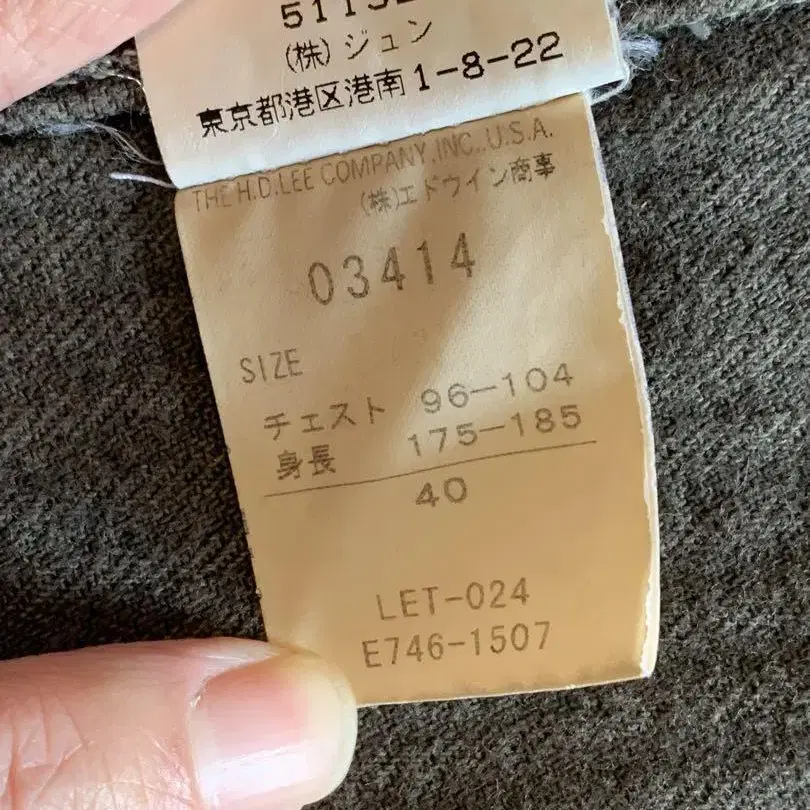 (株)ジュン
東京都港区港南1-8-22
THE H.D.LEE COMPANY,INC.,U.S.A.
(株)エドウイン商事
03414
SIZE
チェスト 96-104
身長 175-185
40
LET-024
E746-1507